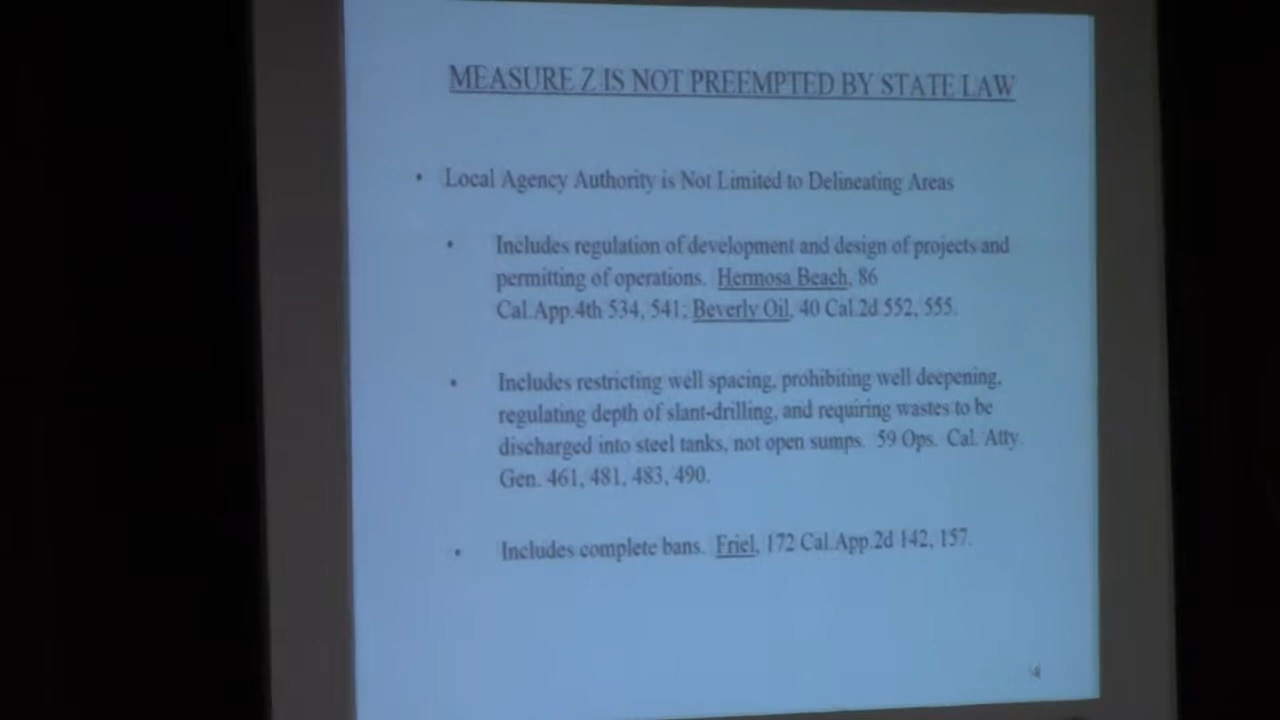 MEASURE Z IS NOT PREEMPTED BY STATE LAW
• Local Agency Authority is Not Limited to Delineating Areas
• Includes regulation of development and design of projects and
permitting of operations. Hermosa Beach, 86
Cal.App.4th 534, 541; Beverly Oil, 40 Cal.2d 552, 555.
• Includes restricting well spacing, prohibiting well deepening,
regulating depth of slant-drilling, and requiring wastes to be
discharged into steel tanks, not open sumps. 59 Ops. Cal. Atty.
Gen. 461, 481, 483, 490.
• Includes complete bans. Friel, 172 Cal.App.2d 142, 157.